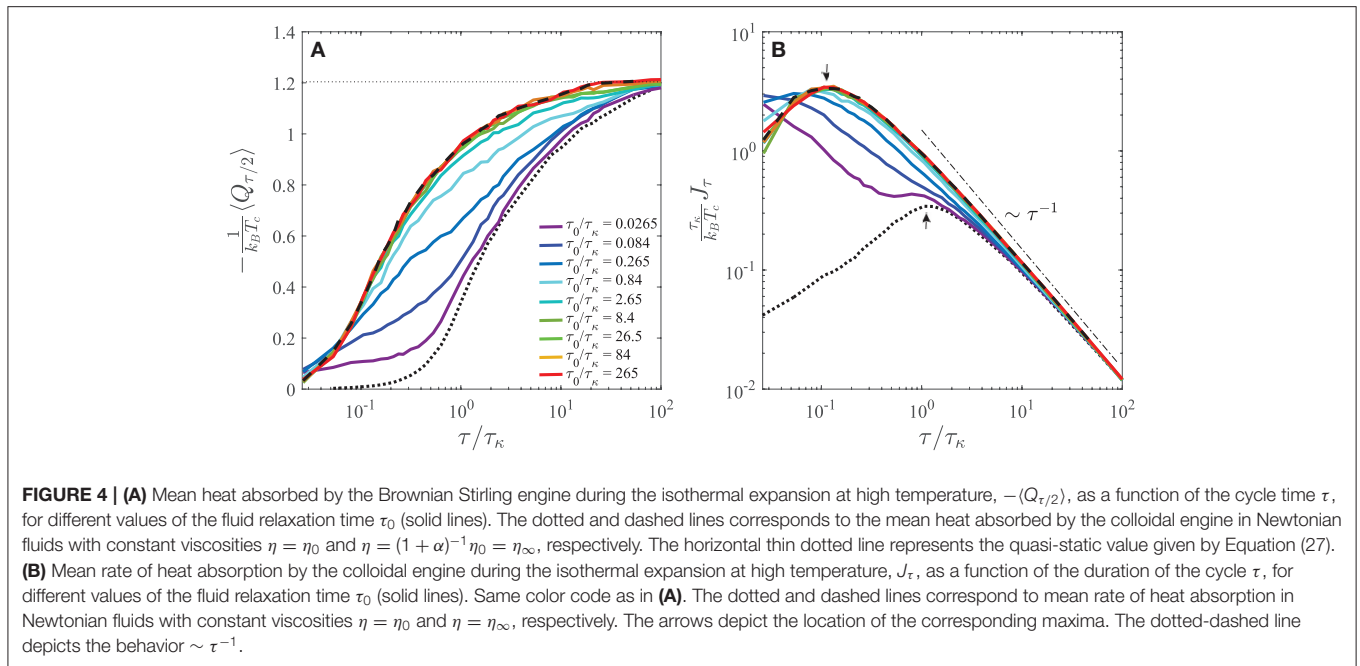 A
1.4
1.2
1
0.8
0.6
0.4
0.2
0
10^-1
10^0
10^1
10^2
τ/τ_κ
−(1/(k_B T_c))⟨Q_τ/2⟩
τ_0/τ_κ = 0.0265
τ_0/τ_κ = 0.084
τ_0/τ_κ = 0.265
τ_0/τ_κ = 0.84
τ_0/τ_κ = 2.65
τ_0/τ_κ = 8.4
τ_0/τ_κ = 26.5
τ_0/τ_κ = 84
τ_0/τ_κ = 265
B
10^1
10^0
10^-1
10^-2
10^-1
10^0
10^1
10^2
τ/τ_κ
(τ_κ/(k_B T_c)) J_τ
∼ τ^-1
FIGURE 4 | (A) Mean heat absorbed by the Brownian Stirling engine during the isothermal expansion at high temperature, −⟨Q_τ/2⟩, as a function of the cycle time τ,
for different values of the fluid relaxation time τ_0 (solid lines). The dotted and dashed lines corresponds to the mean heat absorbed by the colloidal engine in Newtonian
fluids with constant viscosities η = η_0 and η = (1 + α)^-1 η_0 = η_∞, respectively. The horizontal thin dotted line represents the quasi-static value given by Equation (27).
(B) Mean rate of heat absorption by the colloidal engine during the isothermal expansion at high temperature, J_τ, as a function of the duration of the cycle τ, for
different values of the fluid relaxation time τ_0 (solid lines). Same color code as in (A). The dotted and dashed lines correspond to mean rate of heat absorption in
Newtonian fluids with constant viscosities η = η_0 and η = η_∞, respectively. The arrows depict the location of the corresponding maxima. The dotted-dashed line
depicts the behavior ∼ τ^-1.